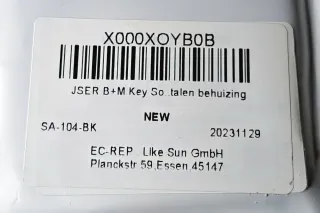 X000XOYB0B
JSER B+M Key So..talen behuizing
NEW
SA-104-BK 20231129
EC-REP Like Sun GmbH
Planckstr 59,Essen 45147